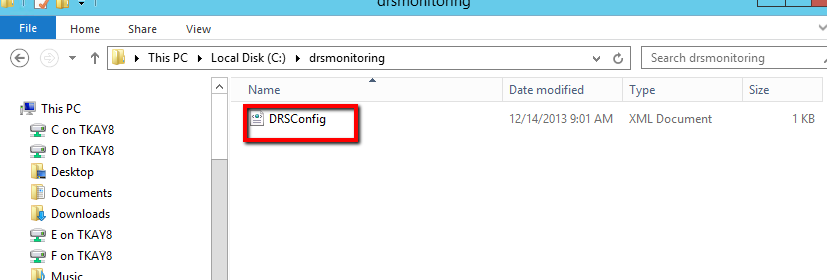 drsmonitoring
File Home Share View
This PC Local Disk (C:) drsmonitoring Search drsmonitoring
Name Date modified Type Size
This PC
DRSConfig 12/14/2013 9:01 AM XML Document 1 KB
C on TKAY8
D on TKAY8
Desktop
Documents
Downloads
E on TKAY8
F on TKAY8
Music